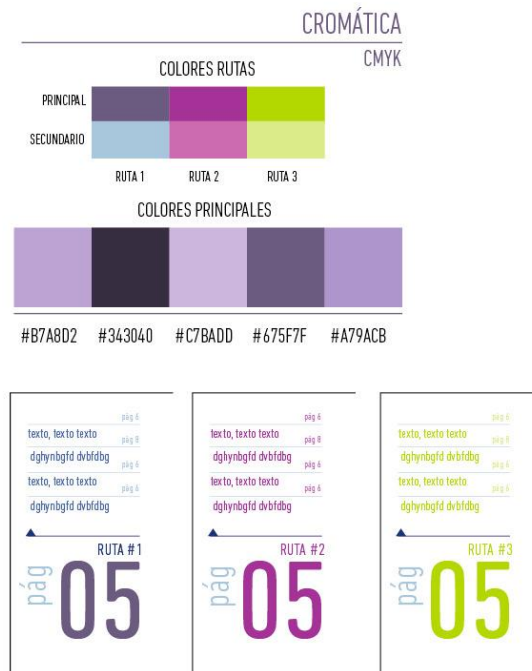 CROMÁTICA
CMYK
COLORES RUTAS
PRINCIPAL
SECUNDARIO
RUTA 1 RUTA 2 RUTA 3
COLORES PRINCIPALES
#B7A8D2 #343040 #C7BADD #675F7F #A79ACB
pág 6
texto, texto texto pág 8
dghynbgfd dvbfdbg pág 6
texto, texto texto pág 6
dghynbgfd dvbfdbg
RUTA #1
pág 05
pág 6
texto, texto texto pág 8
dghynbgfd dvbfdbg pág 6
texto, texto texto pág 6
dghynbgfd dvbfdbg
RUTA #2
pág 05
pág 6
texto, texto texto pág 8
dghynbgfd dvbfdbg pág 6
texto, texto texto pág 6
dghynbgfd dvbfdbg
RUTA #3
pág 05